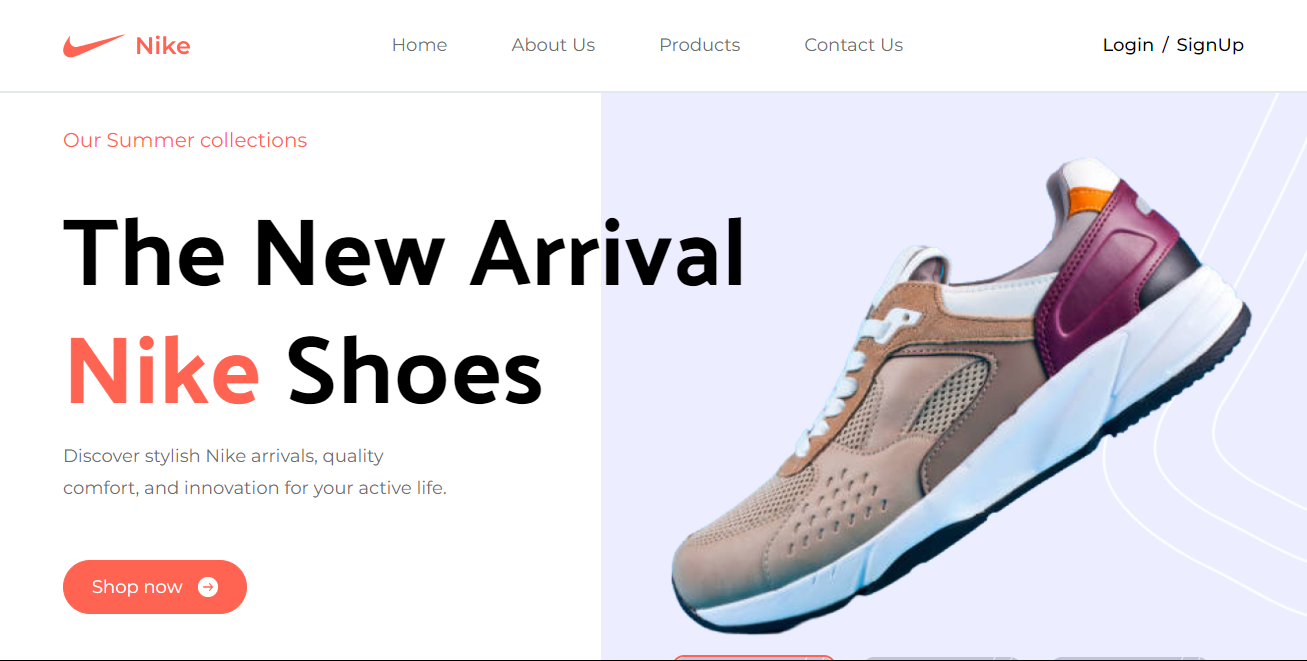 Nike
Home
About Us
Products
Contact Us
Login / SignUp
Our Summer collections
The New Arrival
Nike Shoes
Discover stylish Nike arrivals, quality
comfort, and innovation for your active life.
Shop now